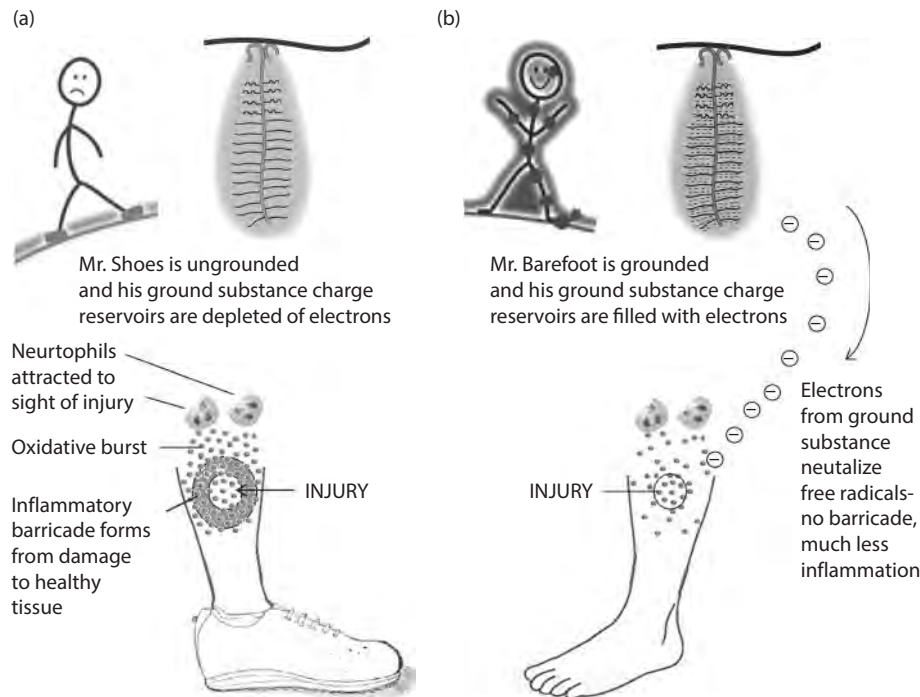 (a)
Mr. Shoes is ungrounded
and his ground substance charge
reservoirs are depleted of electrons
Neurtophils
attracted to
sight of injury
Oxidative burst
INJURY
Inflammatory
barricade forms
from damage
to healthy
tissue
(b)
Mr. Barefoot is grounded
and his ground substance charge
reservoirs are filled with electrons
INJURY
Electrons
from ground
substance
neutalize
free radicals-
no barricade,
much less
inflammation